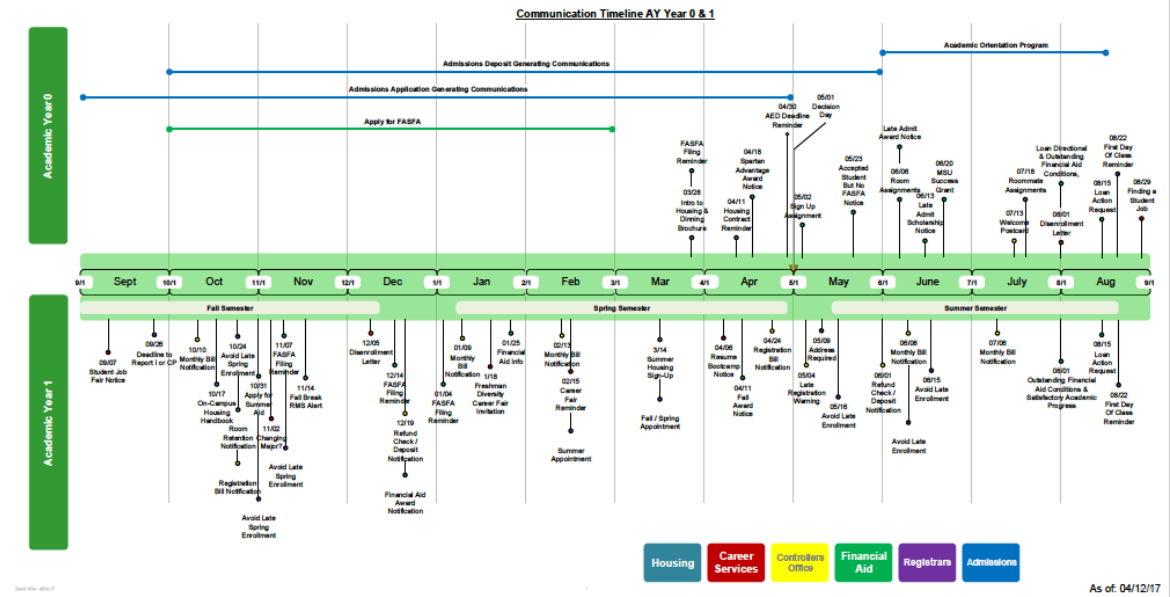 Communication Timeline AY Year 0 & 1
Academic Year0
Academic Orientation Program
Admissions Deposit Generating Communications
Admissions Application Generating Communications
Apply for FASFA
FASFA
Filing
Reminder
03/28
Intro to
Housing &
Dinning
Brochure
04/11
Housing
Contract
Reminder
04/18
Spartan
Advantage
Award
Notice
04/30
AED Deadline
Reminder
05/01
Decision
Day
05/02
Sign Up
Assignment
05/23
Accepted
Student
But No
FASFA
Notice
Late Admit
Award Notice
06/06
Room
Assignments
06/13
Late
Admit
Scholarship
Notice
06/20
MSU
Success
Grant
07/13
Welcome
Postcard
07/18
Roommate
Assignments
Loan Directional
& Outstanding
Financial Aid
Conditions,
08/01
Disenrollment
Letter
08/15
Loan
Action
Request
08/22
First Day
Of Class
Reminder
08/29
Finding a
Student
Job
9/1 Sept 10/1 Oct 11/1 Nov 12/1 Dec 1/1 Jan 2/1 Feb 3/1 Mar 4/1 Apr 5/1 May 6/1 June 7/1 July 8/1 Aug 9/1
Fall Semester
Spring Semester
Summer Semester
Academic Year 1
09/07
Student Job
Fair Notice
09/26
Deadline to
Report I or CP
10/10
Monthly Bill
Notification
10/17
On-Campus
Housing
Handbook
10/24
Avoid Late
Spring
Enrollment
Room
Retention
Notification
Registration
Bill Notification
10/31
Apply for
Summer
Aid
Avoid Late
Spring
Enrollment
11/02
Changing
Major?
11/07
FASFA
Filing
Reminder
Avoid Late
Spring
Enrollment
11/14
Fall Break
RMS Alert
12/05
Disenrollment
Letter
12/14
FASFA
Filing
Reminder
12/19
Refund
Check /
Deposit
Notification
Financial Aid
Award
Notification
01/04
FASFA
Filing
Reminder
01/09
Monthly
Bill
Notification
1/18
Freshman
Diversity
Career Fair
Invitation
01/25
Financial
Aid Info
02/13
Monthly Bill
Notification
02/15
Career
Fair
Reminder
Summer
Appointment
3/14
Summer
Housing
Sign-Up
Fall / Spring
Appointment
04/06
Resume
Bootcamp
Notice
04/11
Fall
Award
Notice
04/24
Registration
Bill
Notification
05/04
Late
Registration
Warning
05/09
Address
Required
05/16
Avoid Late
Enrollment
06/01
Refund
Check /
Deposit
Notification
06/08
Monthly Bill
Notification
Avoid Late
Enrollment
06/15
Avoid Late
Enrollment
07/06
Monthly Bill
Notification
08/01
Outstanding Financial
Aid Conditions &
Satisfactory Academic
Progress
08/15
Loan
Action
Request
08/22
First Day
Of Class
Reminder
Housing
Career
Services
Controllers
Office
Financial
Aid
Registrars
Admissions
As of: 04/12/17